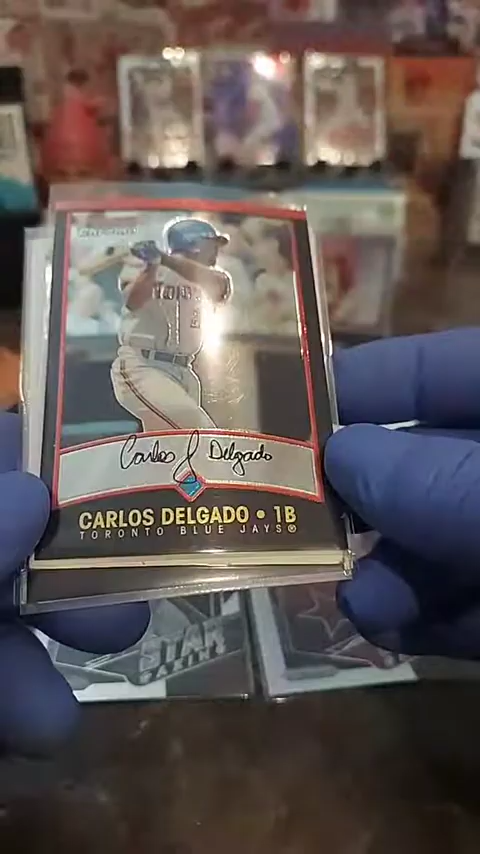 Carlos J Delgado
CARLOS DELGADO • 1B
TORONTO BLUE JAYS®
STAR